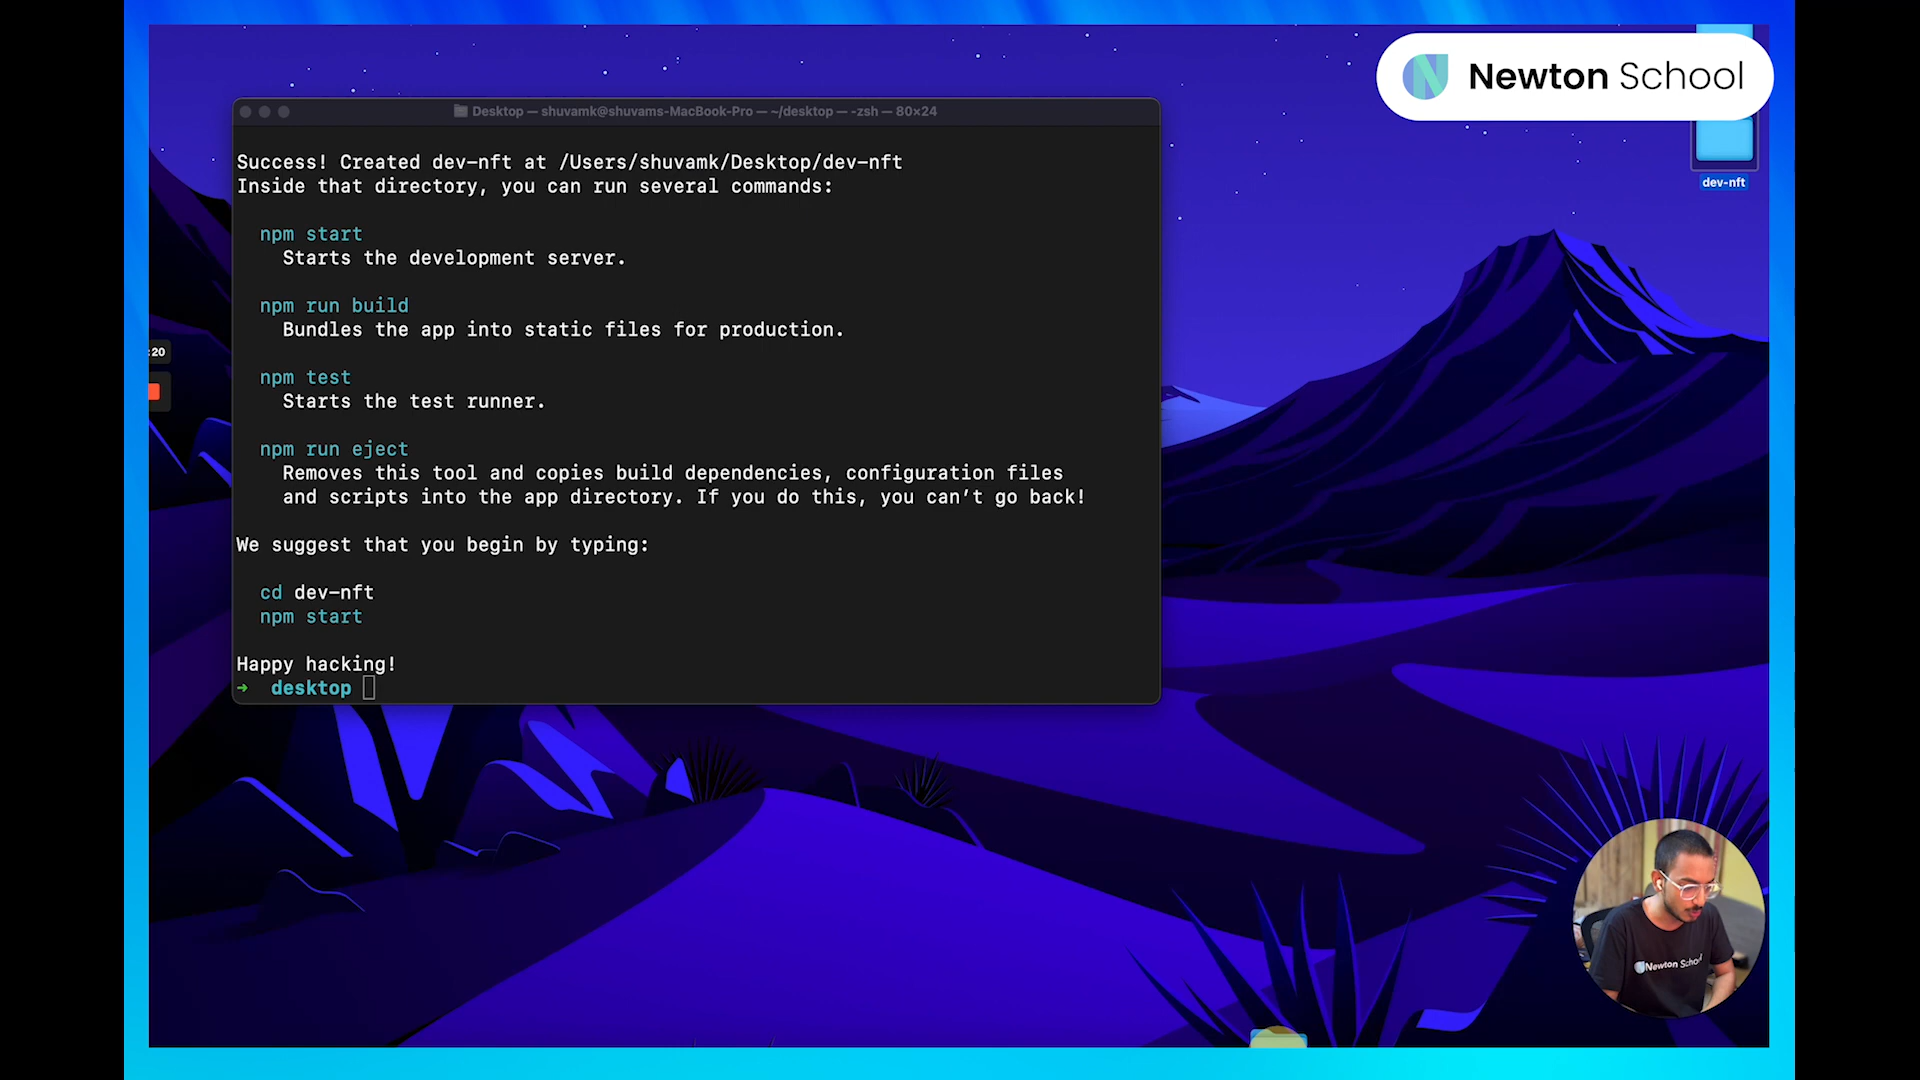 Newton School
Desktop — shuvamk@shuvams-MacBook-Pro — ~/desktop — -zsh — 80×24
Success! Created dev-nft at /Users/shuvamk/Desktop/dev-nft
Inside that directory, you can run several commands:
npm start
Starts the development server.
npm run build
Bundles the app into static files for production.
npm test
Starts the test runner.
npm run eject
Removes this tool and copies build dependencies, configuration files
and scripts into the app directory. If you do this, you can’t go back!
We suggest that you begin by typing:
cd dev-nft
npm start
Happy hacking!
➜ desktop
dev-nft
:20
Newton School